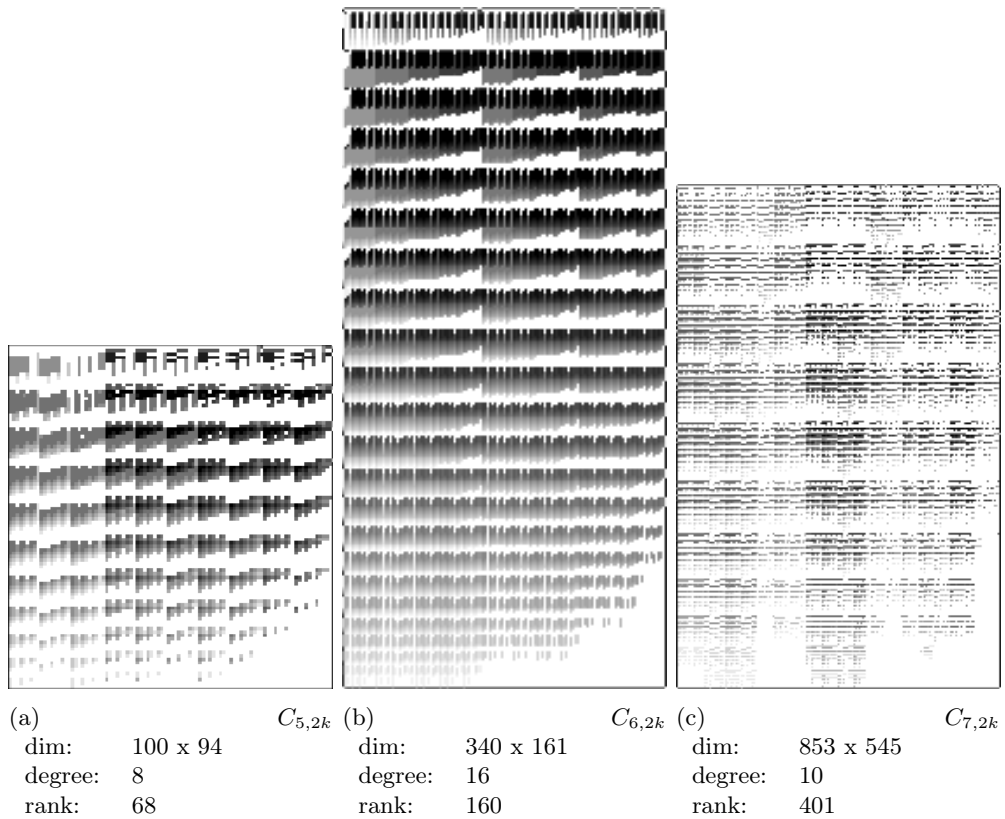 (a) C5,2k (b) C6,2k (c) C7,2k
dim: 100 x 94 dim: 340 x 161 dim: 853 x 545
degree: 8 degree: 16 degree: 10
rank: 68 rank: 160 rank: 401